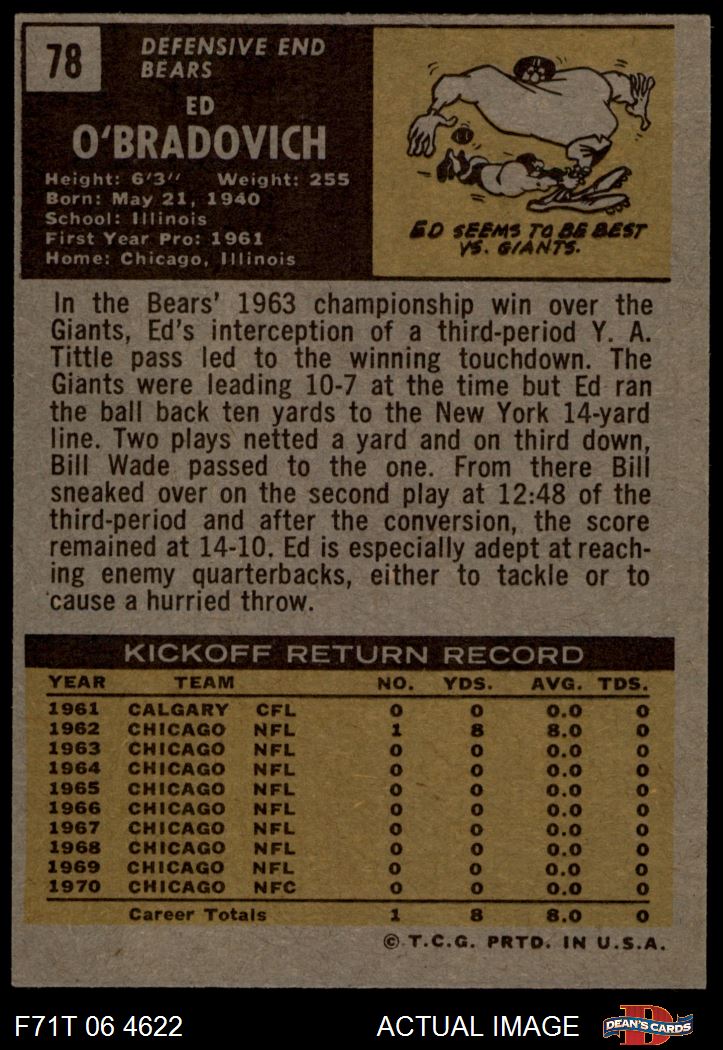 78
DEFENSIVE END
BEARS
ED
O'BRADOVICH
Height: 6'3" Weight: 255
Born: May 21, 1940
School: Illinois
First Year Pro: 1961
Home: Chicago, Illinois
ED SEEMS TO BE BEST
VS. GIANTS.
In the Bears' 1963 championship win over the
Giants, Ed's interception of a third-period Y. A.
Tittle pass led to the winning touchdown. The
Giants were leading 10-7 at the time but Ed ran
the ball back ten yards to the New York 14-yard
line. Two plays netted a yard and on third down,
Bill Wade passed to the one. From there Bill
sneaked over on the second play at 12:48 of the
third-period and after the conversion, the score
remained at 14-10. Ed is especially adept at reach-
ing enemy quarterbacks, either to tackle or to
cause a hurried throw.
KICKOFF RETURN RECORD
YEAR TEAM NO. YDS. AVG. TDS.
1961 CALGARY CFL 0 0 0.0 0
1962 CHICAGO NFL 1 8 8.0 0
1963 CHICAGO NFL 0 0 0.0 0
1964 CHICAGO NFL 0 0 0.0 0
1965 CHICAGO NFL 0 0 0.0 0
1966 CHICAGO NFL 0 0 0.0 0
1967 CHICAGO NFL 0 0 0.0 0
1968 CHICAGO NFL 0 0 0.0 0
1969 CHICAGO NFL 0 0 0.0 0
1970 CHICAGO NFC 0 0 0.0 0
Career Totals 1 8 8.0 0
© T.C.G. PRTD. IN U.S.A.
F71T 06 4622 ACTUAL IMAGE
D
DEAN'S CARDS